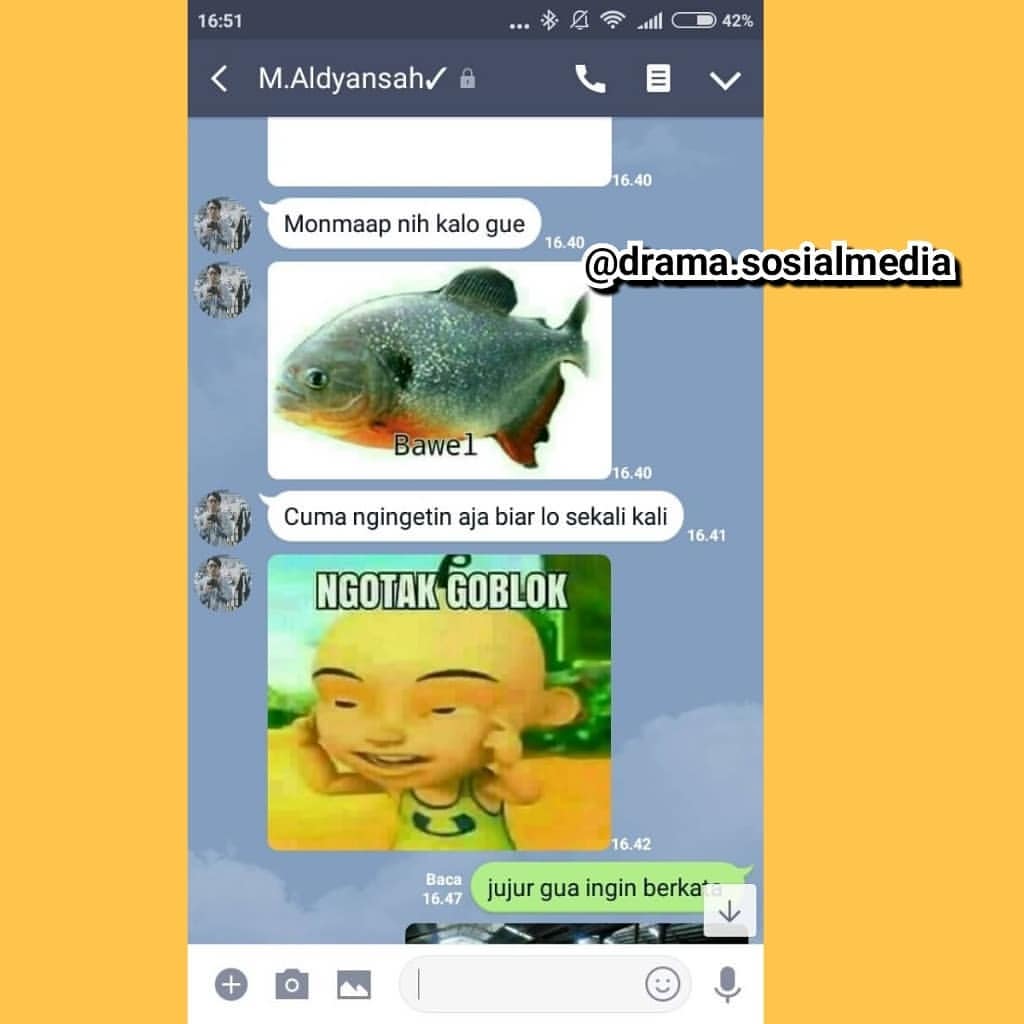 16:51
42%
M.Aldyansah✓
16.40
Monmaap nih kalo gue
16.40
@drama.sosialmedia
Bawel
16.40
Cuma ngingetin aja biar lo sekali kali
16.41
NGOTAK GOBLOK
16.42
Baca
16.47
jujur gua ingin berkata